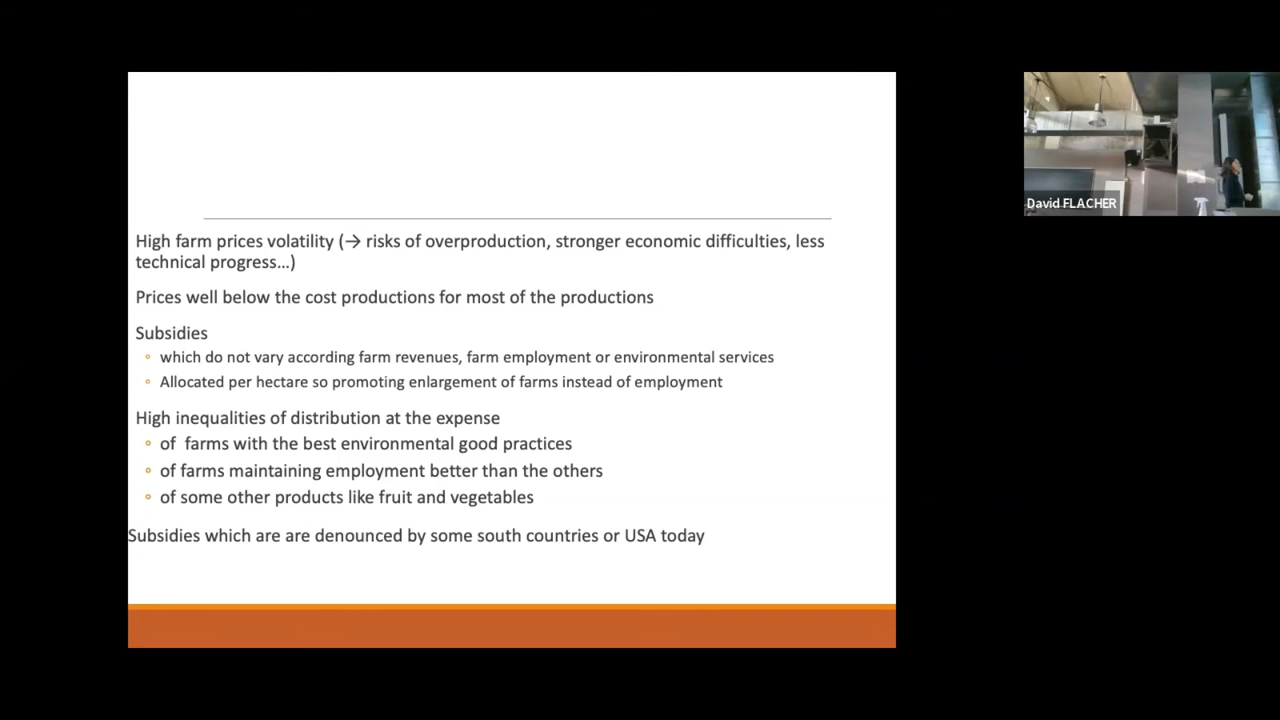 High farm prices volatility (→ risks of overproduction, stronger economic difficulties, less
technical progress…)
Prices well below the cost productions for most of the productions
Subsidies
◦ which do not vary according farm revenues, farm employment or environmental services
◦ Allocated per hectare so promoting enlargement of farms instead of employment
High inequalities of distribution at the expense
◦ of farms with the best environmental good practices
◦ of farms maintaining employment better than the others
◦ of some other products like fruit and vegetables
Subsidies which are are denounced by some south countries or USA today
David FLACHER